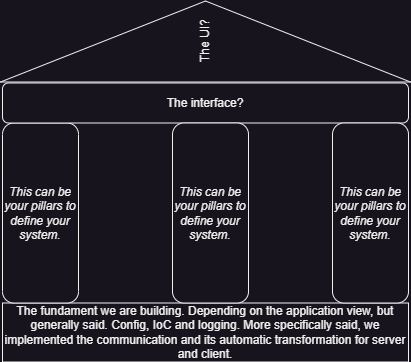 The UI?
The interface?
This can be
your pillars to
define your
system.
This can be
your pillars to
define your
system.
This can be
your pillars to
define your
system.
The fundament we are building. Depending on the application view, but
generally said. Config, IoC and logging. More specifically said, we
implemented the communication and its automatic transformation for server
and client.